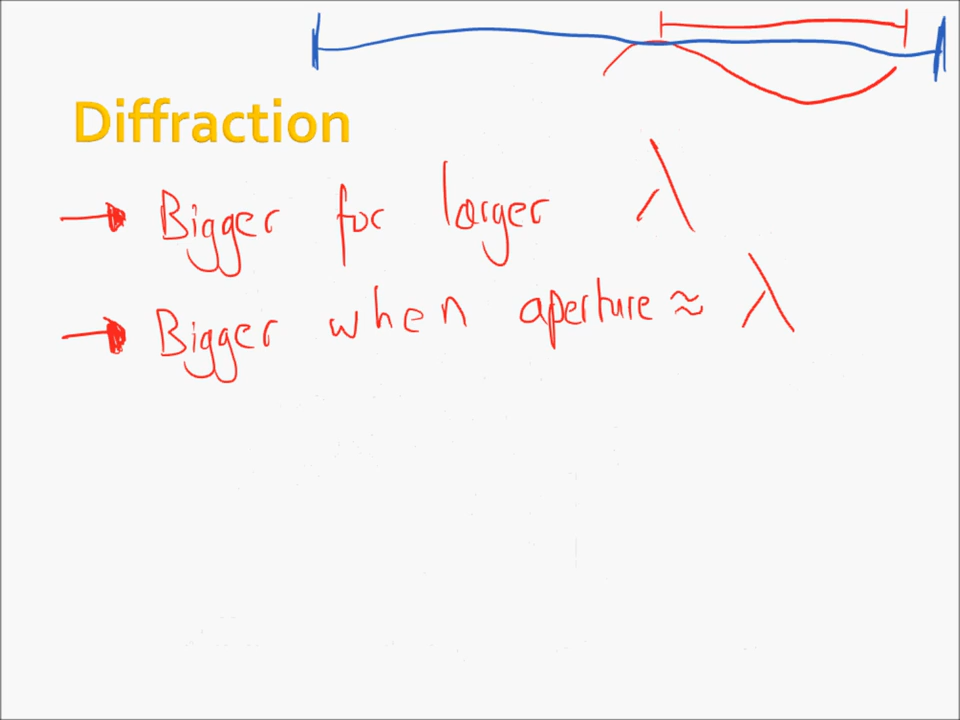 Diffraction
→ Bigger for larger λ
→ Bigger when aperture ≈ λ